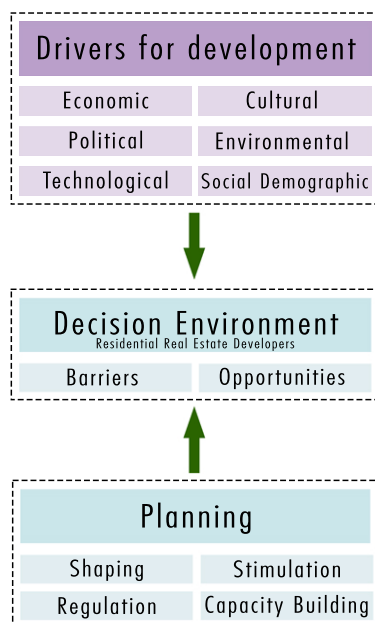 Drivers for development
Economic
Cultural
Political
Environmental
Technological
Social Demographic
Decision Environment
Residential Real Estate Developers
Barriers
Opportunities
Planning
Shaping
Stimulation
Regulation
Capacity Building